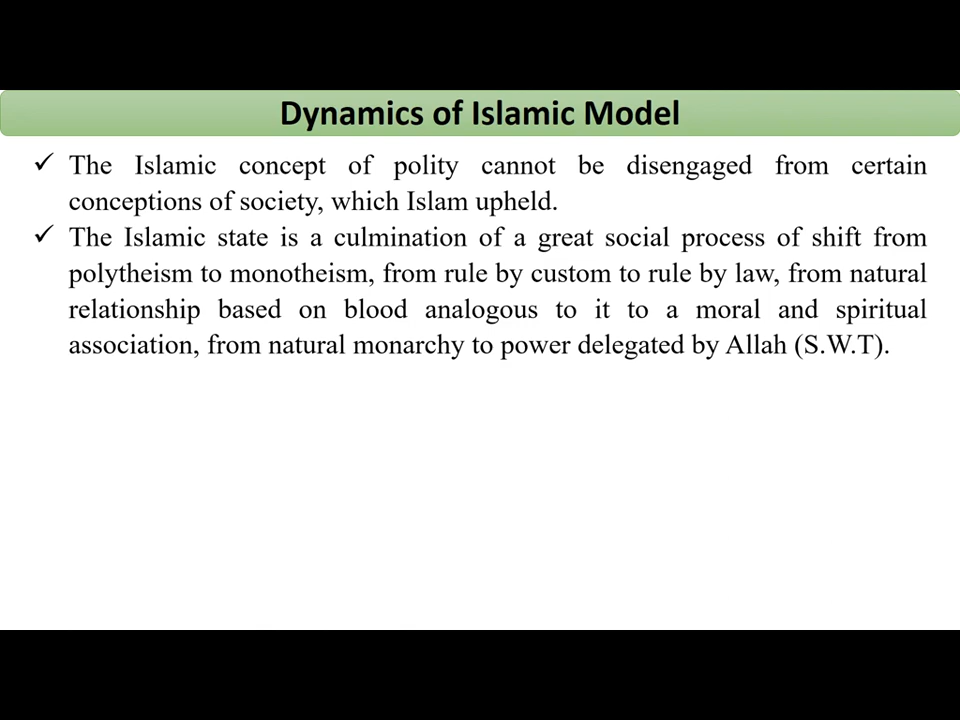 Dynamics of Islamic Model
✓ The Islamic concept of polity cannot be disengaged from certain
conceptions of society, which Islam upheld.
✓ The Islamic state is a culmination of a great social process of shift from
polytheism to monotheism, from rule by custom to rule by law, from natural
relationship based on blood analogous to it to a moral and spiritual
association, from natural monarchy to power delegated by Allah (S.W.T).